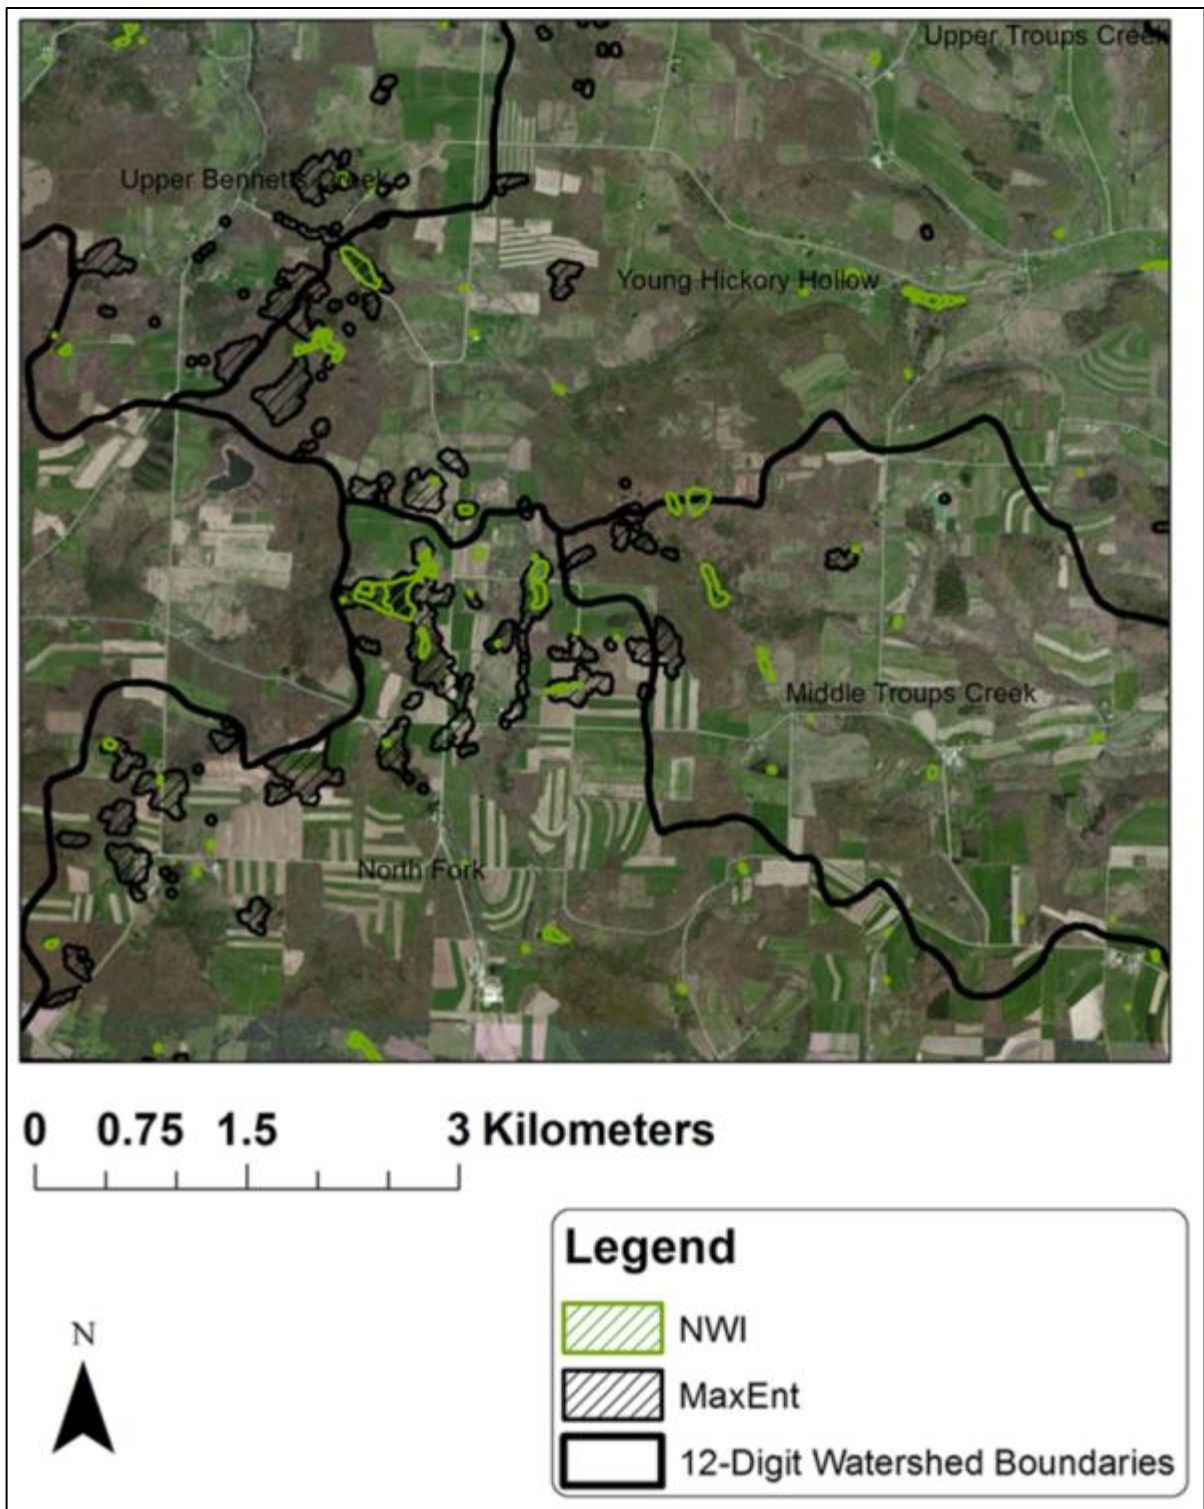 Upper Troups Creek
Upper Bennetts Creek
Young Hickory Hollow
Middle Troups Creek
North Fork
0 0.75 1.5 3 Kilometers
Legend
N
NWI
MaxEnt
12-Digit Watershed Boundaries